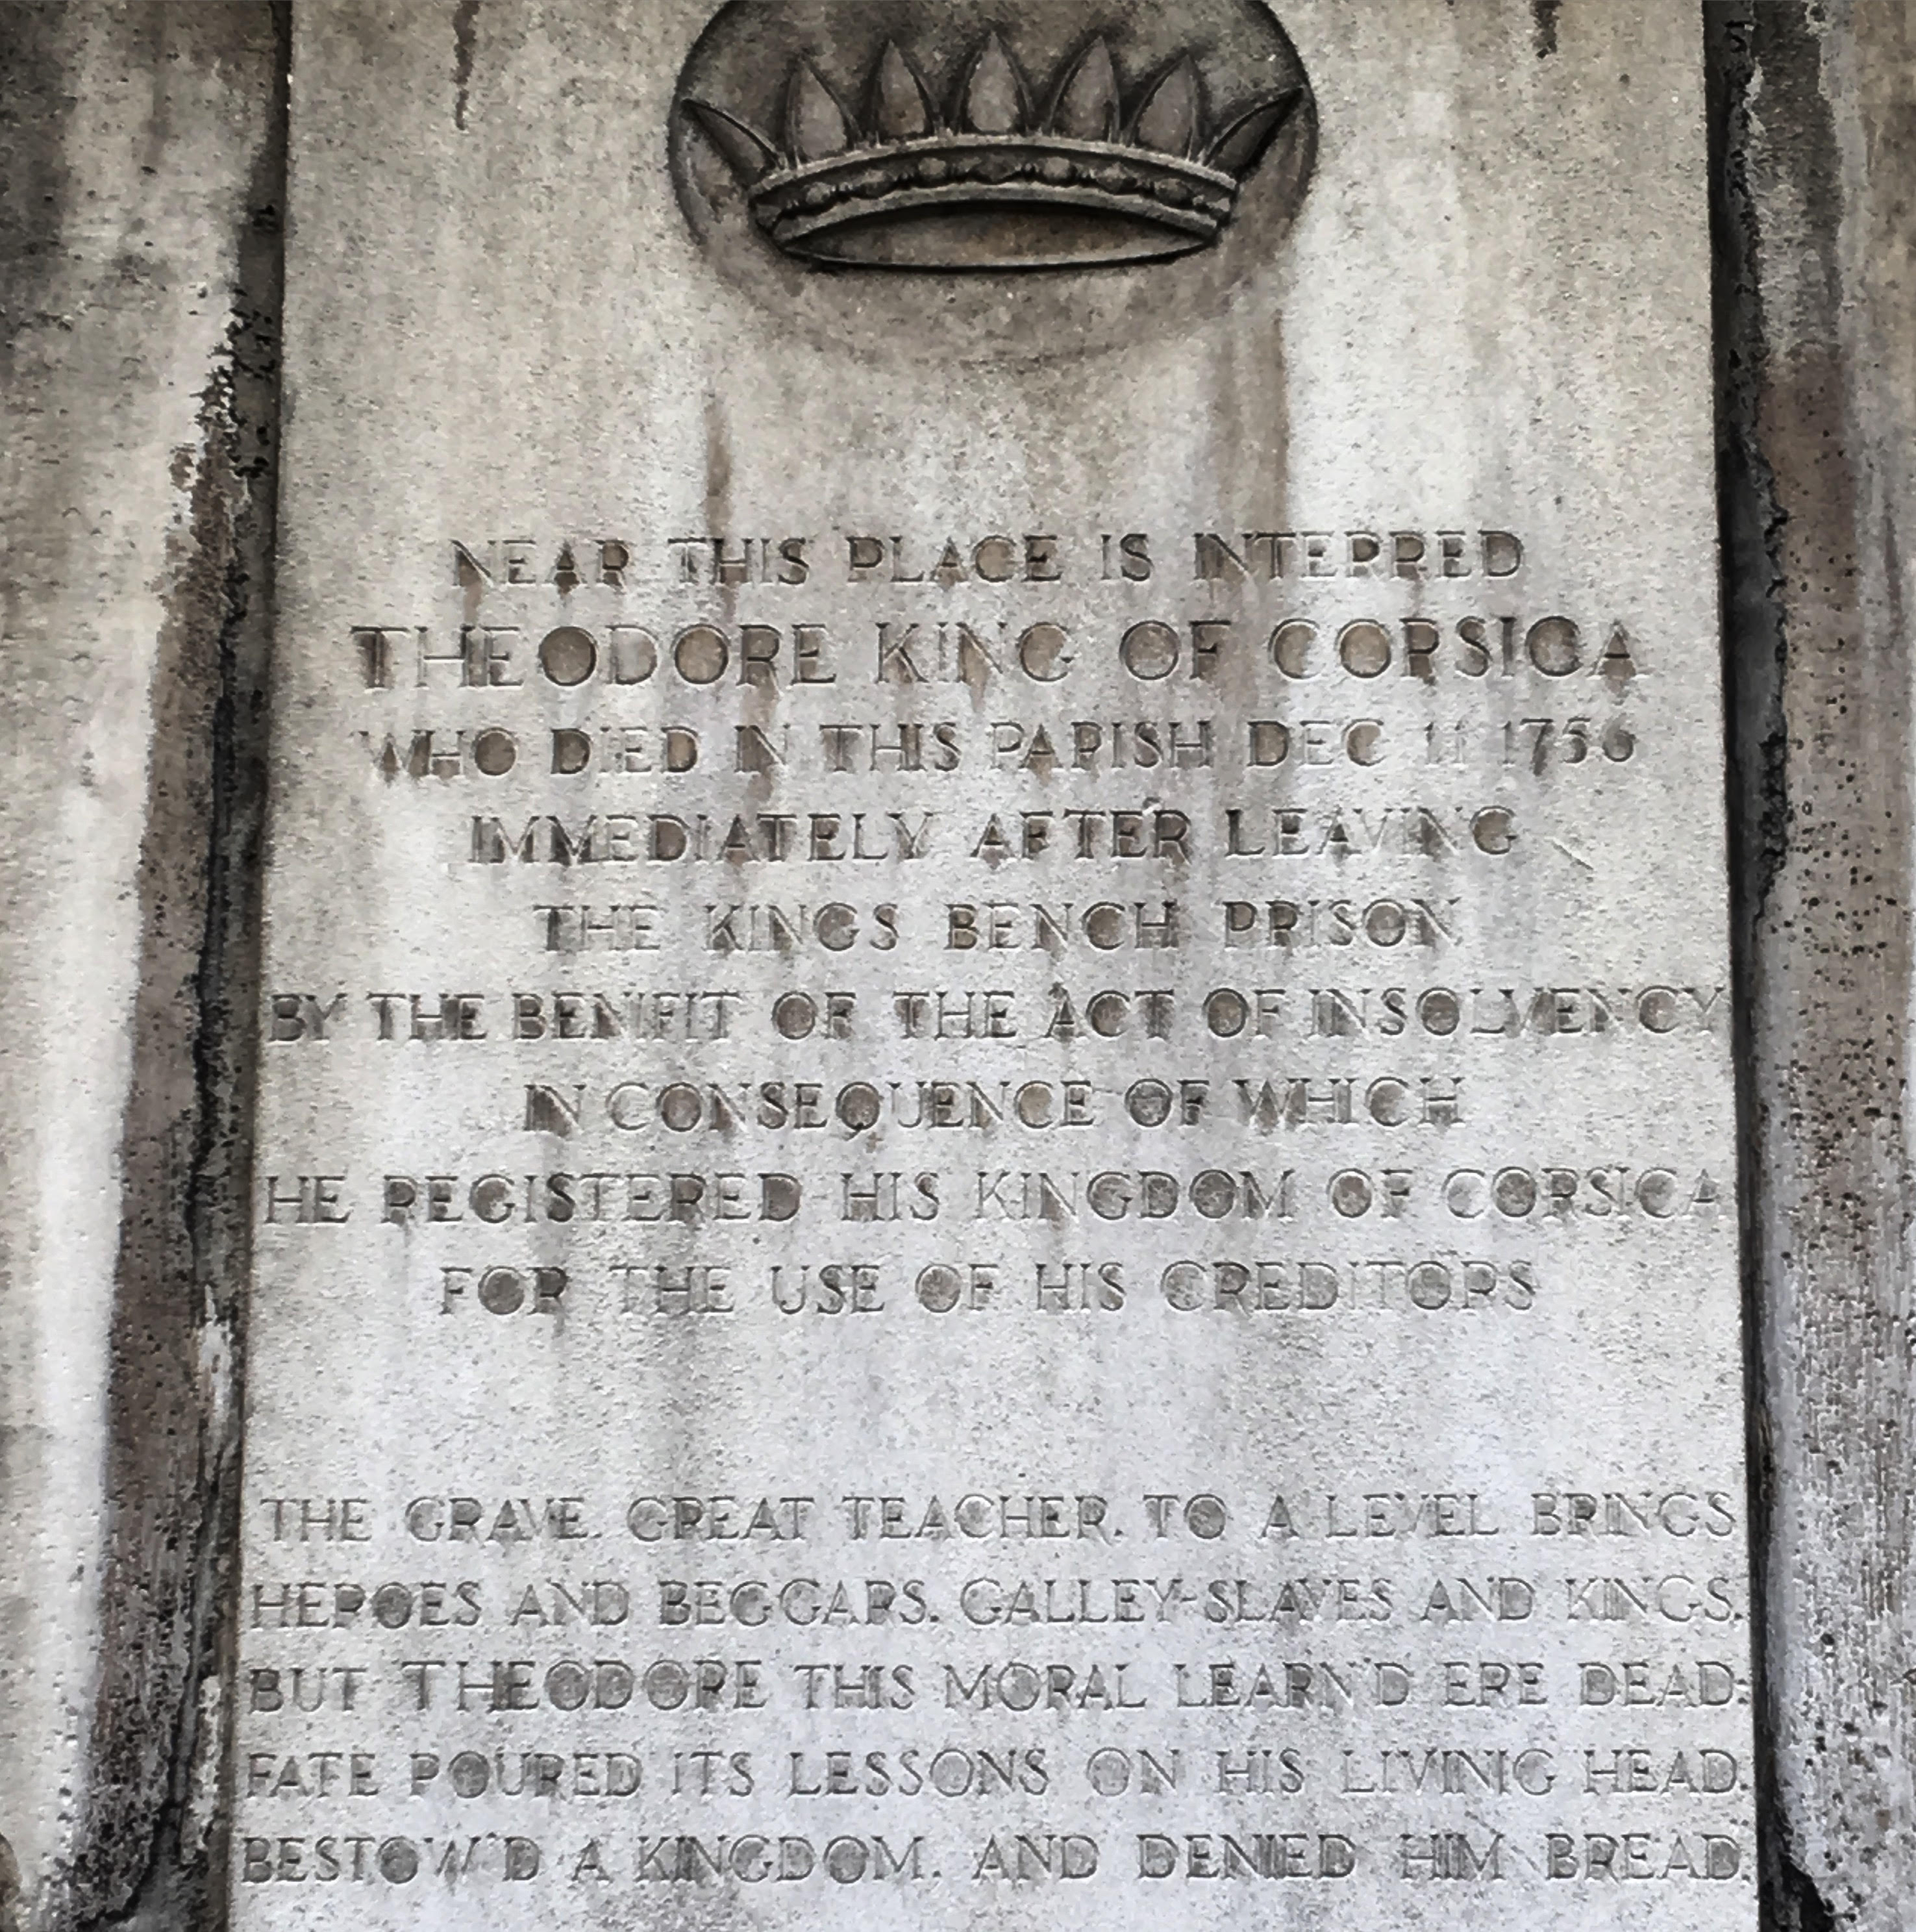 NEAR THIS PLACE IS INTERRED
THEODORE KING OF CORSICA
WHO DIED IN THIS PARISH DEC 11 1756
IMMEDIATELY AFTER LEAVING
THE KINGS BENCH PRISON
BY THE BENIFIT OF THE ACT OF INSOLVENCY
IN CONSEQUENCE OF WHICH
HE REGISTERED HIS KINGDOM OF CORSICA
FOR THE USE OF HIS CREDITORS
THE GRAVE, GREAT TEACHER, TO A LEVEL BRINGS
HEROES AND BEGGARS, GALLEY-SLAVES AND KINGS,
BUT THEODORE THIS MORAL LEARN'D ERE DEAD;
FATE POURED ITS LESSONS ON HIS LIVING HEAD,
BESTOW'D A KINGDOM, AND DENIED HIM BREAD.